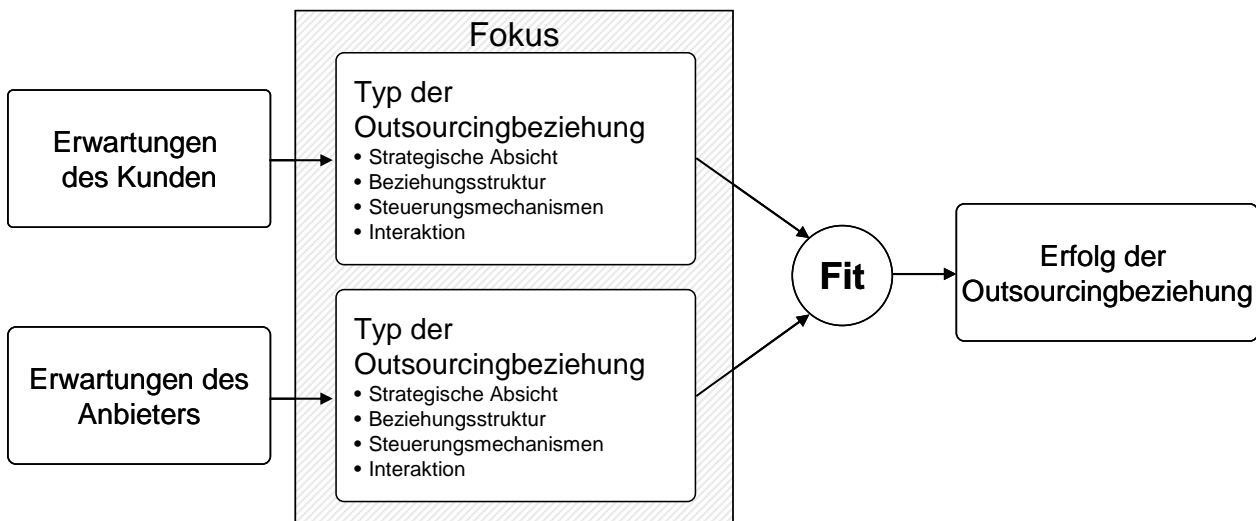 Fokus
Erwartungen
des Kunden
Typ der
Outsourcingbeziehung
• Strategische Absicht
• Beziehungsstruktur
• Steuerungsmechanismen
• Interaktion
Erwartungen des
Anbieters
Typ der
Outsourcingbeziehung
• Strategische Absicht
• Beziehungsstruktur
• Steuerungsmechanismen
• Interaktion
Fit
Erfolg der
Outsourcingbeziehung